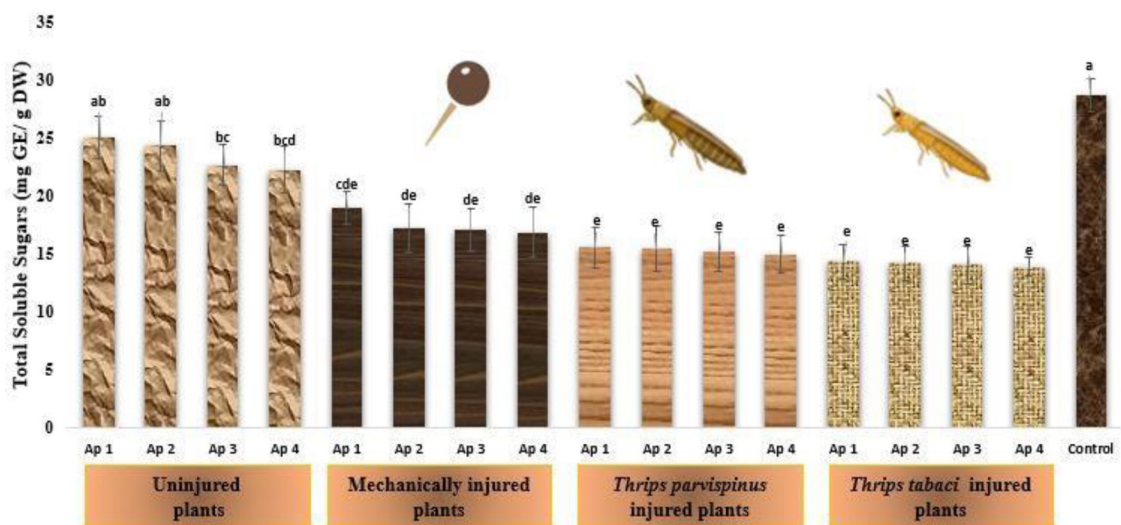 Total Soluble Sugars (mg GE/ g DW)
35
30
25
20
15
10
5
0
ab
ab
bc
bcd
cde
de
de
de
e
e
e
e
e
e
e
e
a
Ap 1 Ap 2 Ap 3 Ap 4 Ap 1 Ap 2 Ap 3 Ap 4 Ap 1 Ap 2 Ap 3 Ap 4 Ap 1 Ap 2 Ap 3 Ap 4 Control
Uninjured
plants
Mechanically injured
plants
Thrips parvispinus
injured plants
Thrips tabaci injured
plants